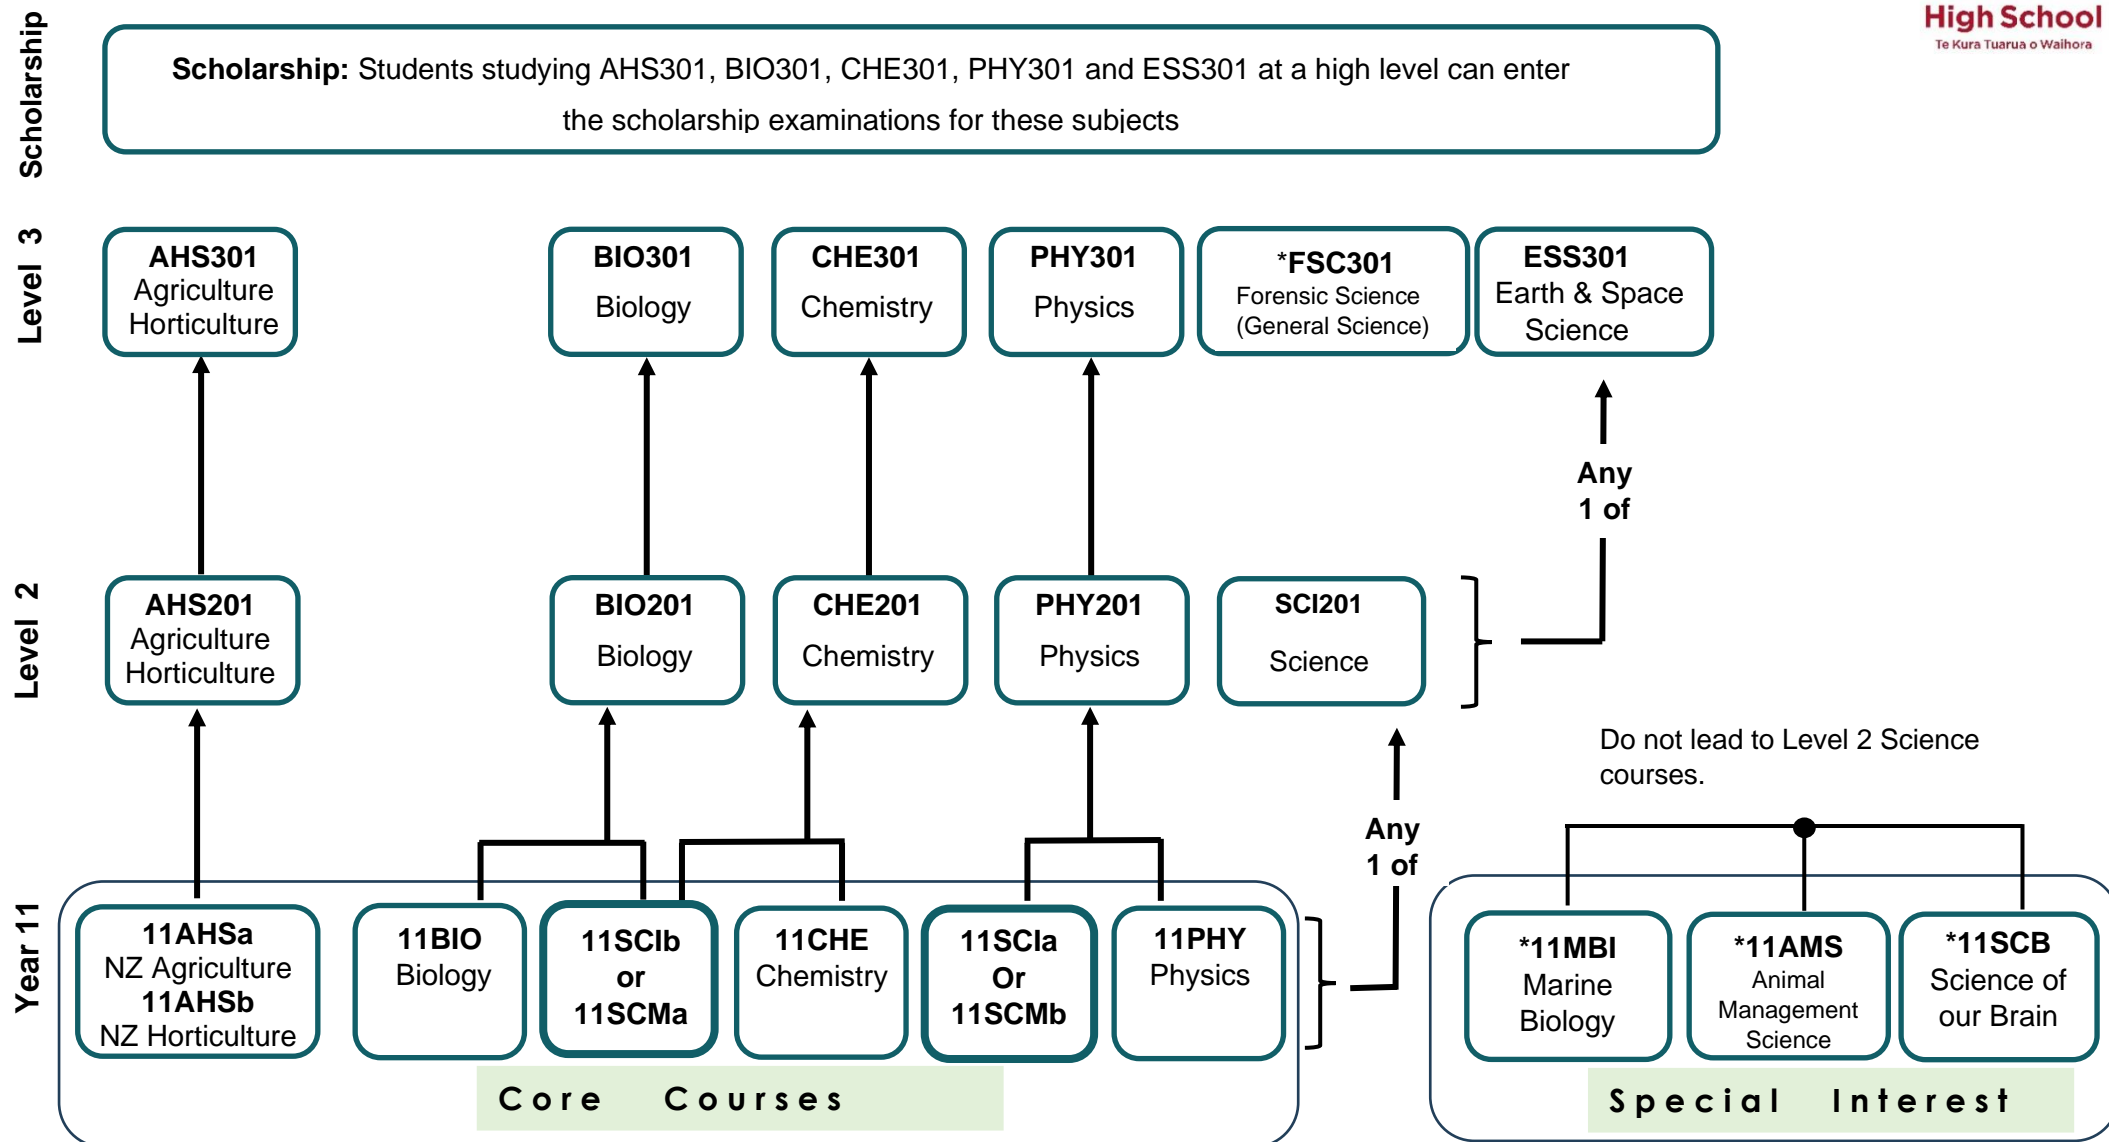 High School
Te Kura Tuarua o Waihora
Scholarship
Scholarship: Students studying AHS301, BIO301, CHE301, PHY301 and ESS301 at a high level can enter
the scholarship examinations for these subjects
Level 3
AHS301
Agriculture
Horticulture
BIO301
Biology
CHE301
Chemistry
PHY301
Physics
*FSC301
Forensic Science
(General Science)
ESS301
Earth & Space
Science
Any
1 of
Level 2
AHS201
Agriculture
Horticulture
BIO201
Biology
CHE201
Chemistry
PHY201
Physics
SCI201
Science
Do not lead to Level 2 Science
courses.
Any
1 of
Year 11
11AHSa
NZ Agriculture
11AHSb
NZ Horticulture
11BIO
Biology
11SCIb
or
11SCMa
11CHE
Chemistry
11SCIa
Or
11SCMb
11PHY
Physics
*11MBI
Marine
Biology
*11AMS
Animal
Management
Science
*11SCB
Science of
our Brain
Core Courses
Special Interest